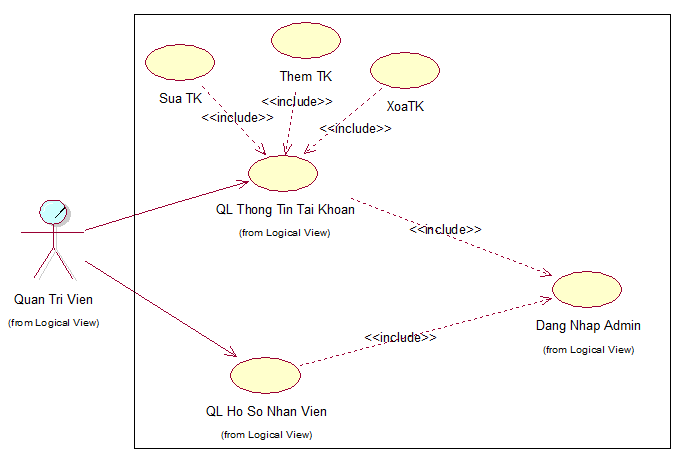 Sua TK
Them TK
XoaTK
<<include>>
<<include>>
<<include>>
QL Thong Tin Tai Khoan
(from Logical View)
<<include>>
Quan Tri Vien
(from Logical View)
Dang Nhap Admin
(from Logical View)
<<include>>
QL Ho So Nhan Vien
(from Logical View)